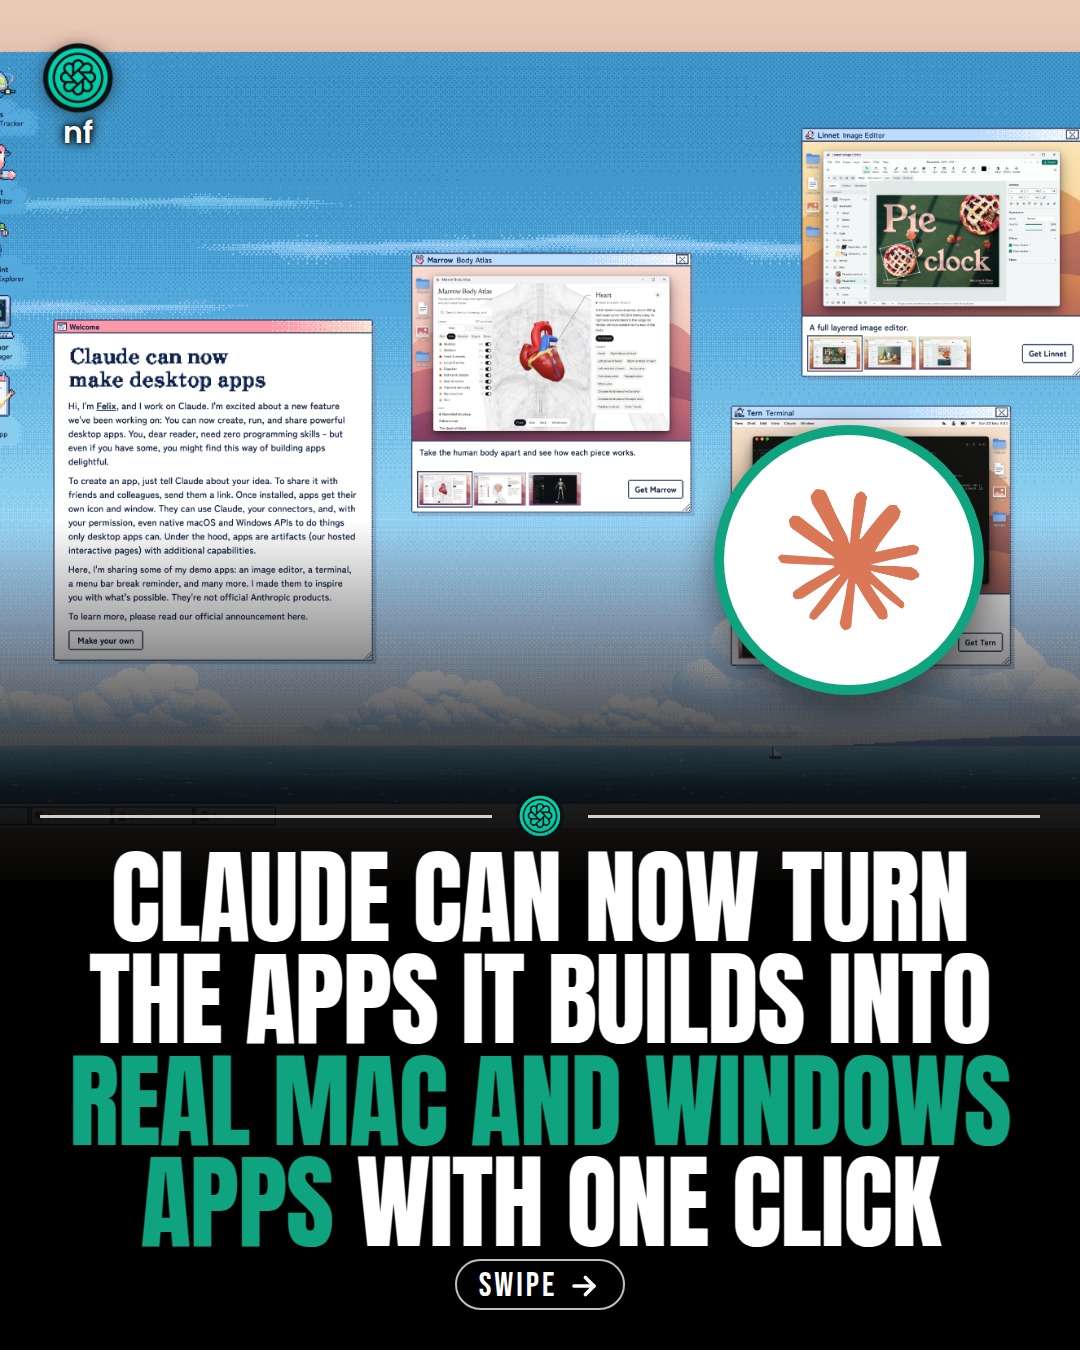 nf
Tracker
Explorer
Welcome
Claude can now
make desktop apps
Hi, I'm Felix, and I work on Claude. I'm excited about a new feature
we've been working on: You can now create, run, and share powerful
desktop apps. You, dear reader, need zero programming skills – but
even if you have some, you might find this way of building apps
delightful.
To create an app, just tell Claude about your idea. To share it with
friends and colleagues, send them a link. Once installed, apps get their
own icon and window. They can use Claude, your connectors, and, with
your permission, even native macOS and Windows APIs to do things
only desktop apps can. Under the hood, apps are artifacts (our hosted
interactive pages) with additional capabilities.
Here, I'm sharing some of my demo apps: an image editor, a terminal,
a menu bar break reminder, and many more. I made them to inspire
you with what's possible. They're not official Anthropic products.
To learn more, please read our official announcement here.
Make your own
Marrow Body Atlas
Marrow Body Atlas
Heart
Take the human body apart and see how each piece works.
Get Marrow
Linnet Image Editor
Pie
o'clock
A full layered image editor.
Get Linnet
Tern Terminal
Get Tern
CLAUDE CAN NOW TURN
THE APPS IT BUILDS INTO
REAL MAC AND WINDOWS
APPS WITH ONE CLICK
SWIPE →